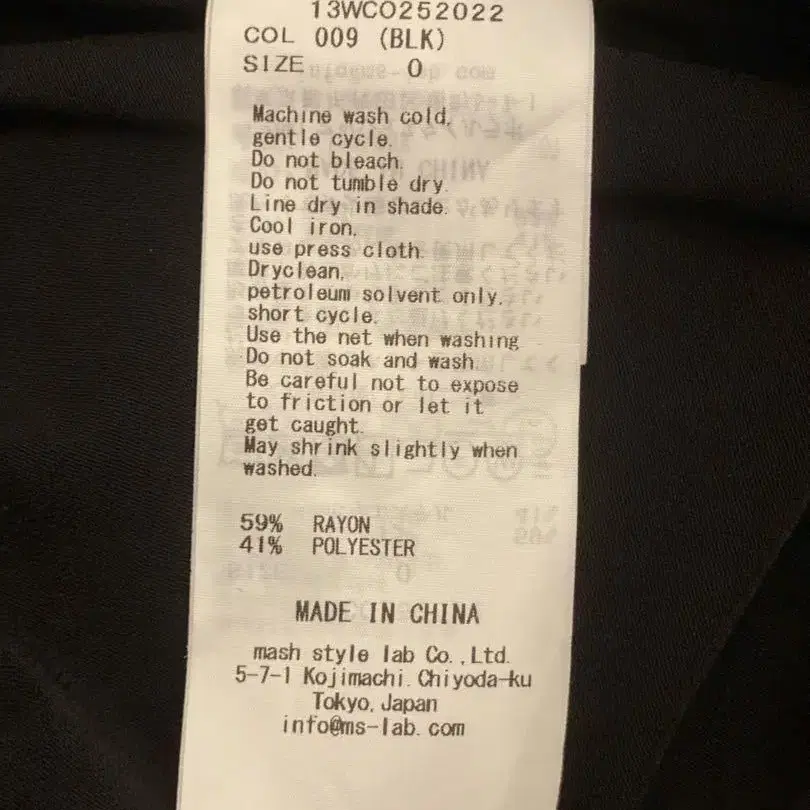 13WCO252022
COL 009 (BLK)
SIZE 0
Machine wash cold,
gentle cycle.
Do not bleach.
Do not tumble dry.
Line dry in shade.
Cool iron.
use press cloth.
Dryclean,
petroleum solvent only,
short cycle.
Use the net when washing
Do not soak and wash.
Be careful not to expose
to friction or let it
get caught.
May shrink slightly when
washed.
59% RAYON
41% POLYESTER
MADE IN CHINA
mash style lab Co.,Ltd.
5-7-1 Kojimachi.Chiyoda-ku
Tokyo,Japan
info@ms-lab.com